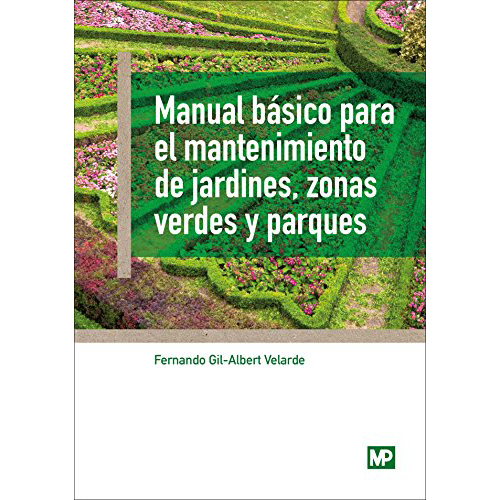 Manual básico para
el mantenimiento
de jardines, zonas
verdes y parques
Fernando Gil-Albert Velarde
MP